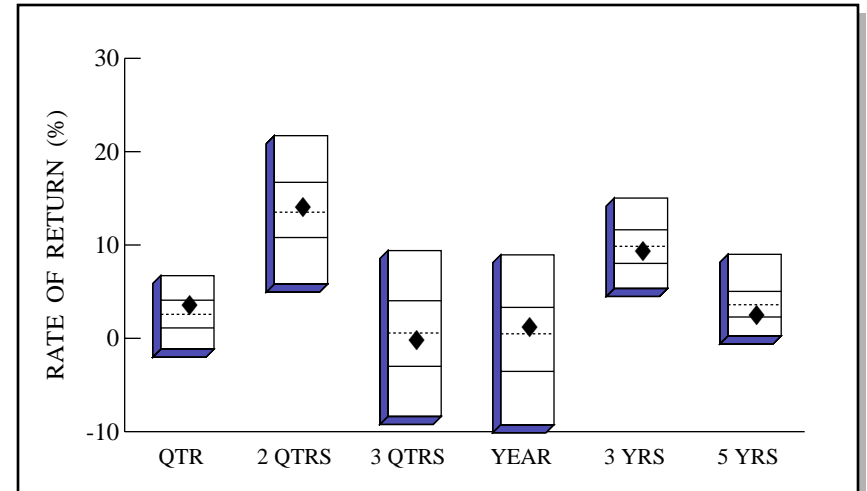 RATE OF RETURN (%)
30
20
10
0
-10
QTR 2 QTRS 3 QTRS YEAR 3 YRS 5 YRS